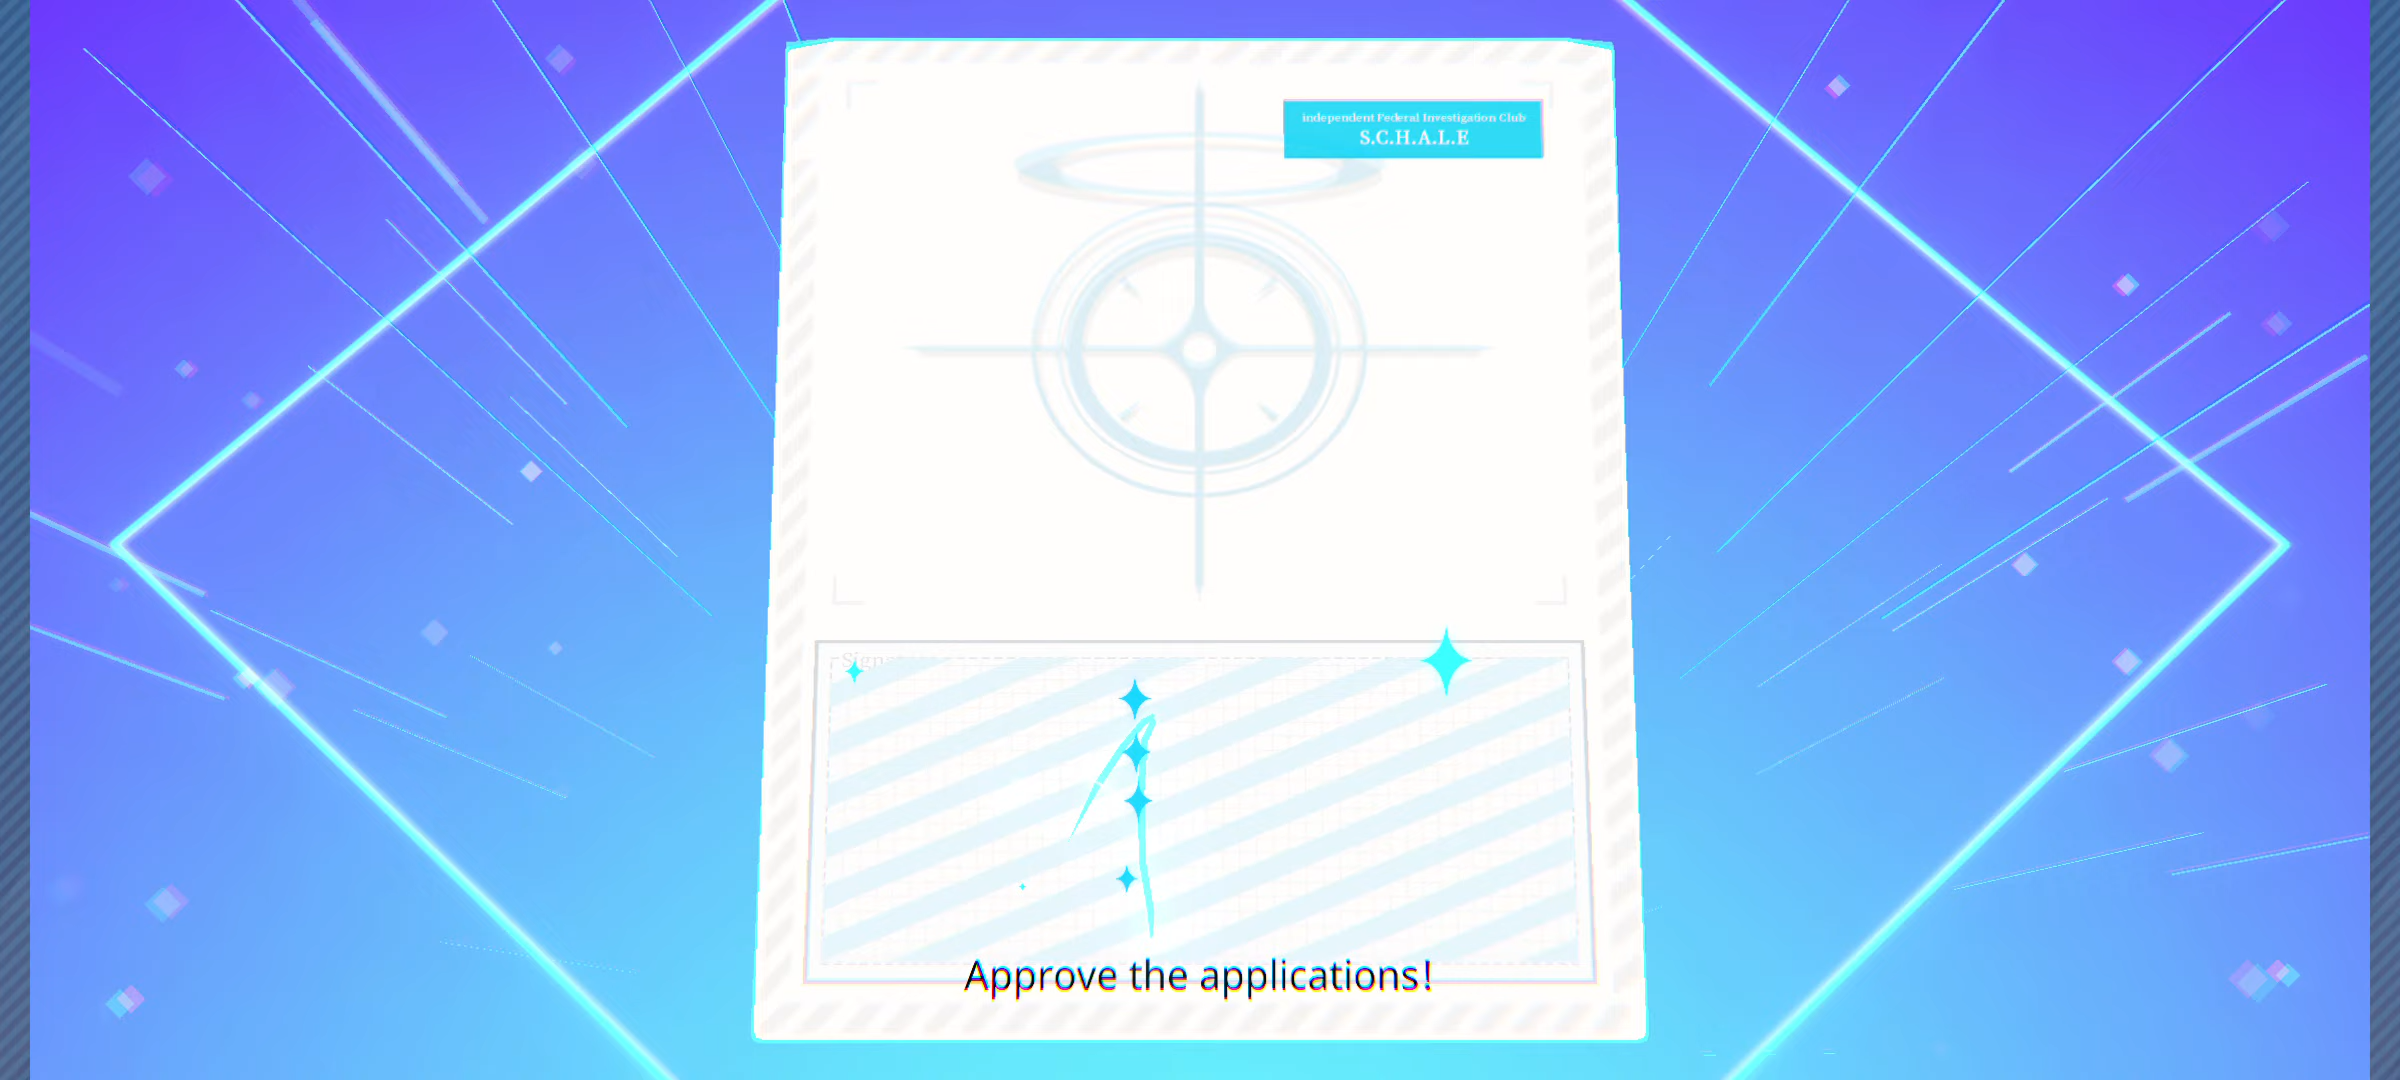 independent Federal Investigation Club
S.C.H.A.L.E
Approve the applications!